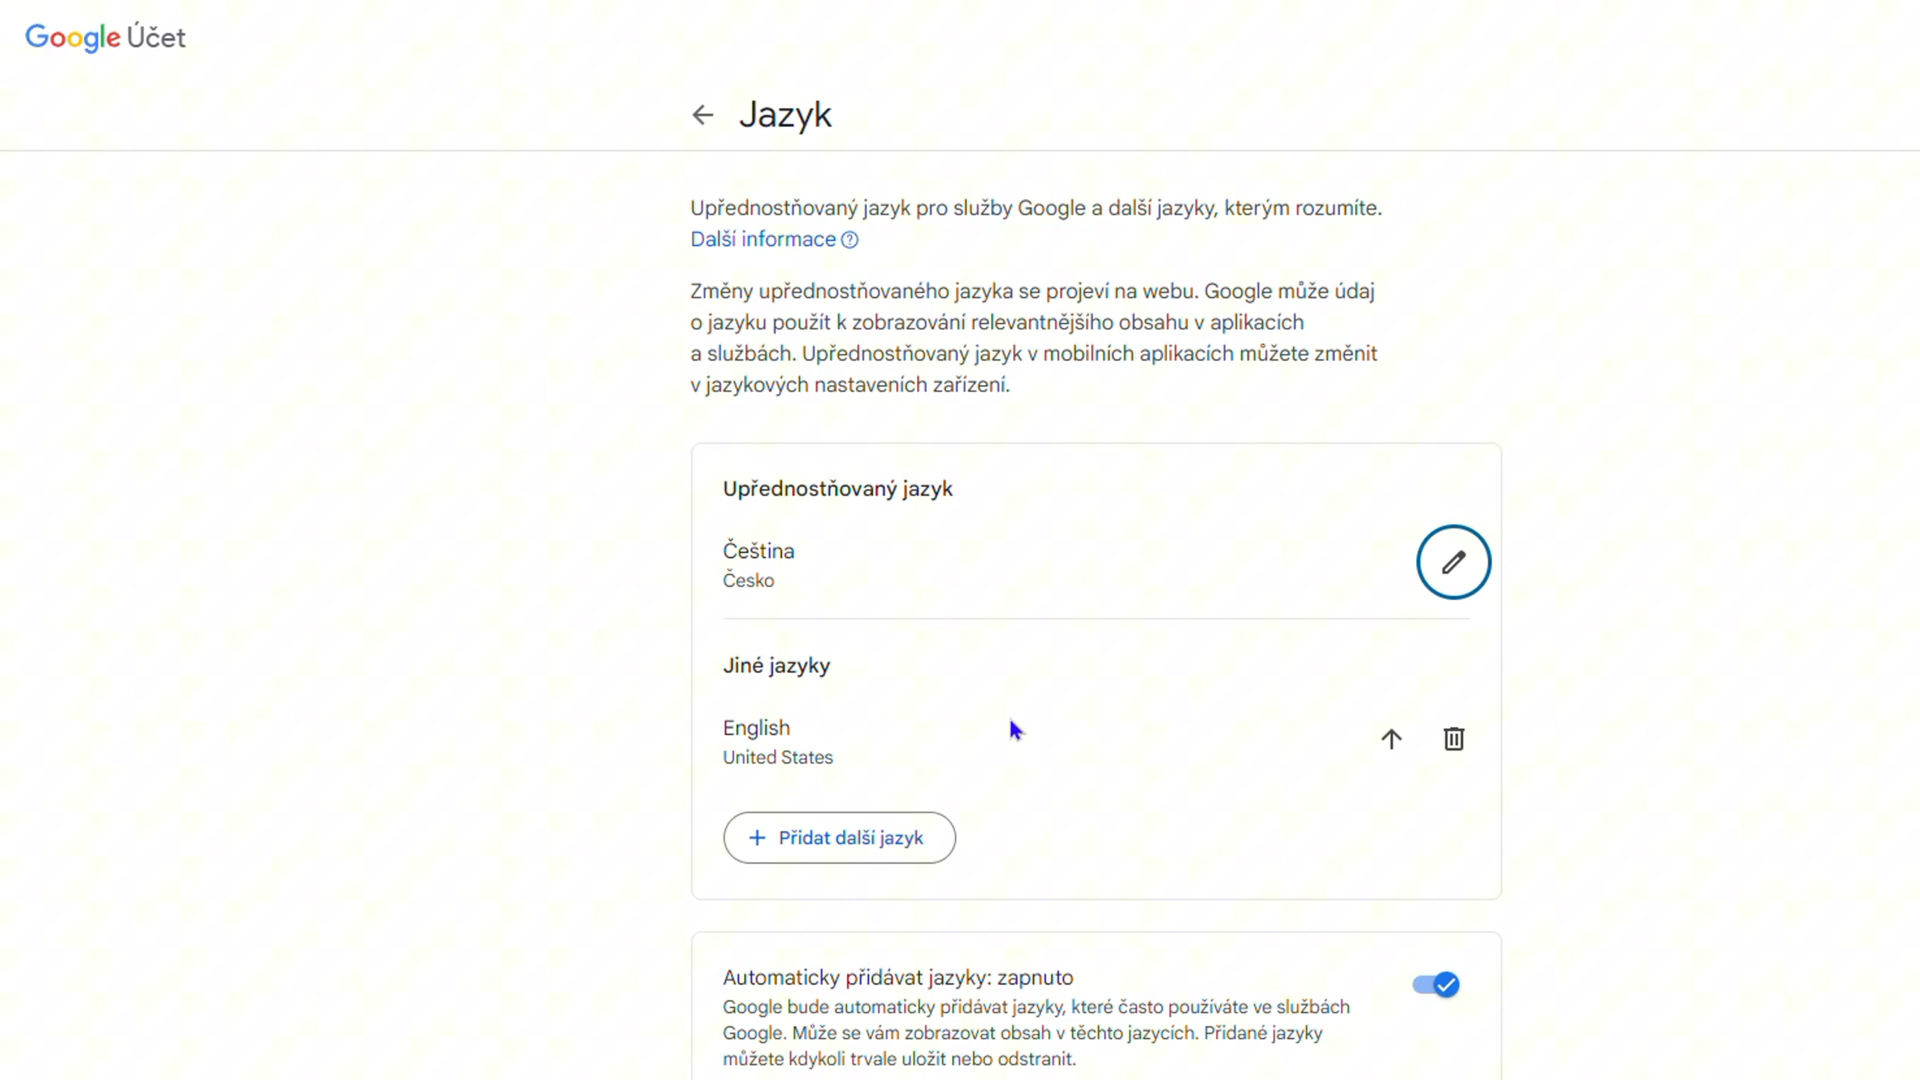 Google Účet
Jazyk
Upřednostňovaný jazyk pro služby Google a další jazyky, kterým rozumíte.
Další informace
Změny upřednostňovaného jazyka se projeví na webu. Google může údaj
o jazyku použít k zobrazování relevantnějšího obsahu v aplikacích
a službách. Upřednostňovaný jazyk v mobilních aplikacích můžete změnit
v jazykových nastaveních zařízení.
Upřednostňovaný jazyk
Čeština
Česko
Jiné jazyky
English
United States
+ Přidat další jazyk
Automaticky přidávat jazyky: zapnuto
Google bude automaticky přidávat jazyky, které často používáte ve službách
Google. Může se vám zobrazovat obsah v těchto jazycích. Přidané jazyky
můžete kdykoli trvale uložit nebo odstranit.